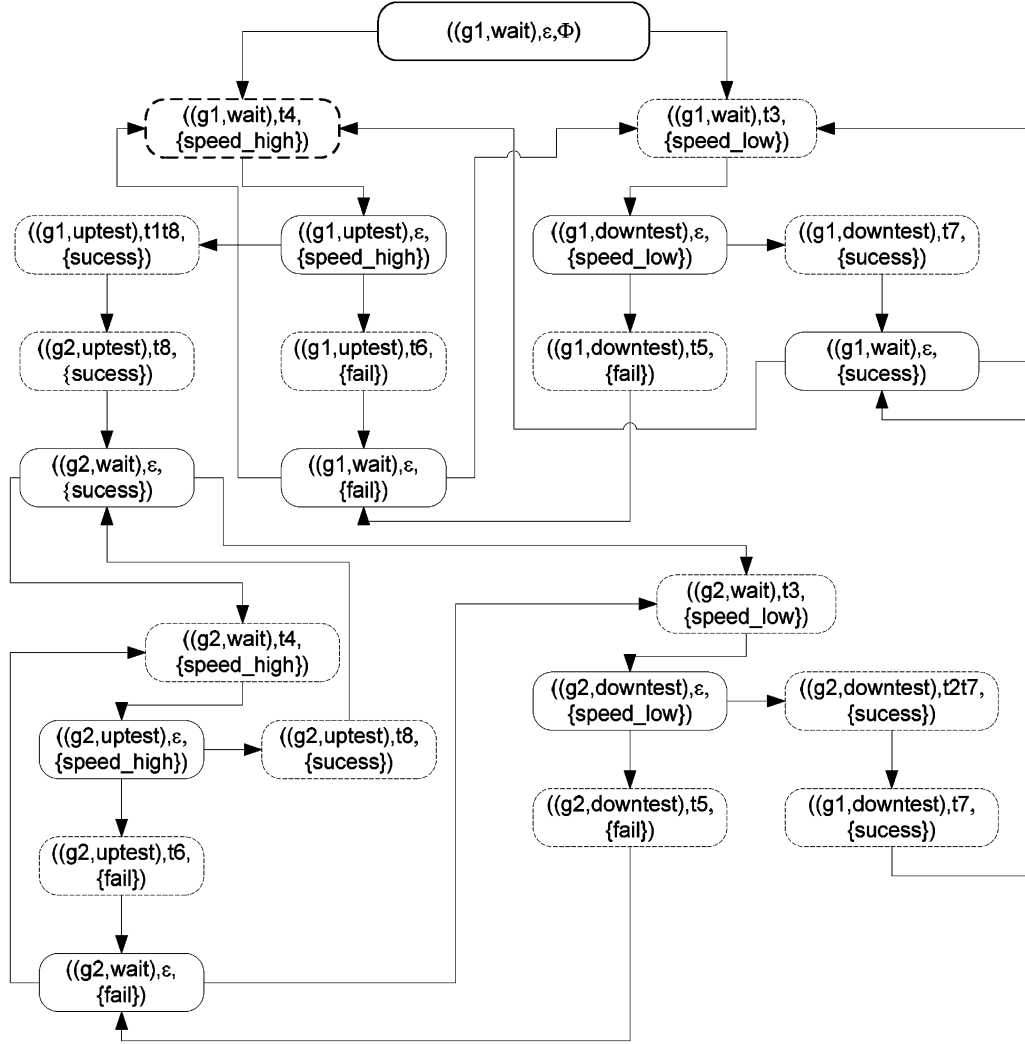 ((g1,wait),ε,Φ)
((g1,wait),t4,
{speed_high})
((g1,wait),t3,
{speed_low})
((g1,uptest),t1t8,
{sucess})
((g1,uptest),ε,
{speed_high})
((g1,downtest),ε,
{speed_low})
((g1,downtest),t7,
{sucess})
((g2,uptest),t8,
{sucess})
((g1,uptest),t6,
{fail})
((g1,downtest),t5,
{fail})
((g1,wait),ε,
{sucess})
((g2,wait),ε,
{sucess})
((g1,wait),ε,
{fail})
((g2,wait),t3,
{speed_low})
((g2,wait),t4,
{speed_high})
((g2,downtest),ε,
{speed_low})
((g2,downtest),t2t7,
{sucess})
((g2,uptest),ε,
{speed_high})
((g2,uptest),t8,
{sucess})
((g2,downtest),t5,
{fail})
((g1,downtest),t7,
{sucess})
((g2,uptest),t6,
{fail})
((g2,wait),ε,
{fail})